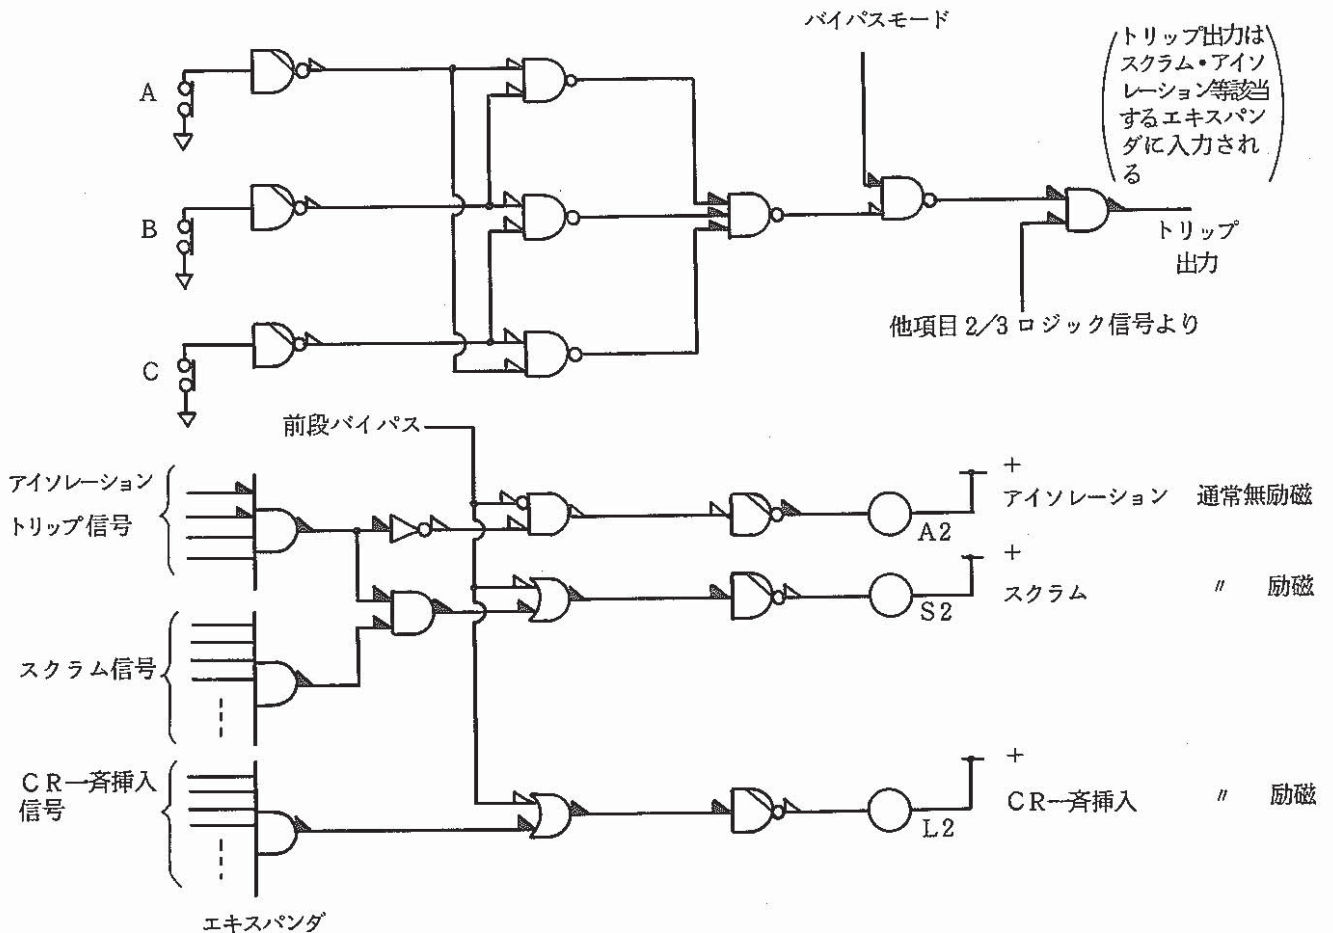 バイパスモード
トリップ出力は
スクラム・アイソ
レーション等該当
するエキスパン
ダに入力され
る
A
B
C
トリップ
出力
他項目2/3ロジック信号より
前段バイパス
アイソレーション
トリップ信号
+
アイソレーション 通常無励磁
A2
+
スクラム 〃 励磁
S2
スクラム信号
CR一斉挿入
信号
+
CR一斉挿入 〃 励磁
L2
エキスパンダ